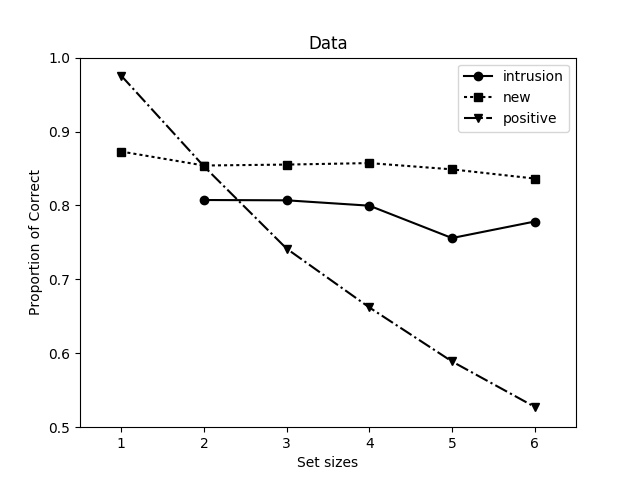 Data
intrusion
new
positive
Proportion of Correct
1.0
0.9
0.8
0.7
0.6
0.5
1 2 3 4 5 6
Set sizes